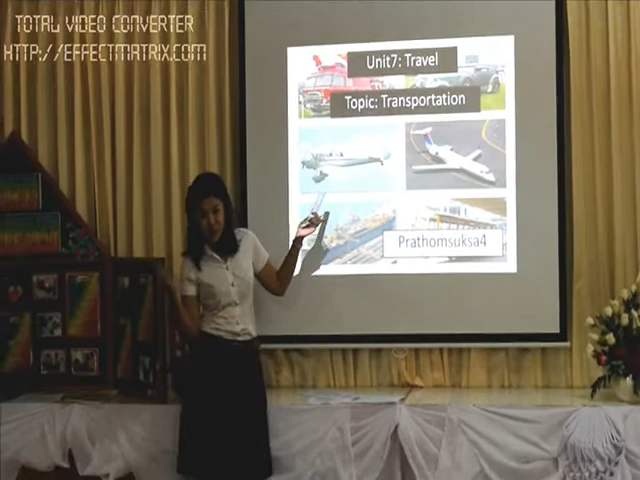 TOTAL VIDEO CONVERTER
HTTP://EFFECTMATRIX.COM
Unit7: Travel
Topic: Transportation
Prathomsuksa4